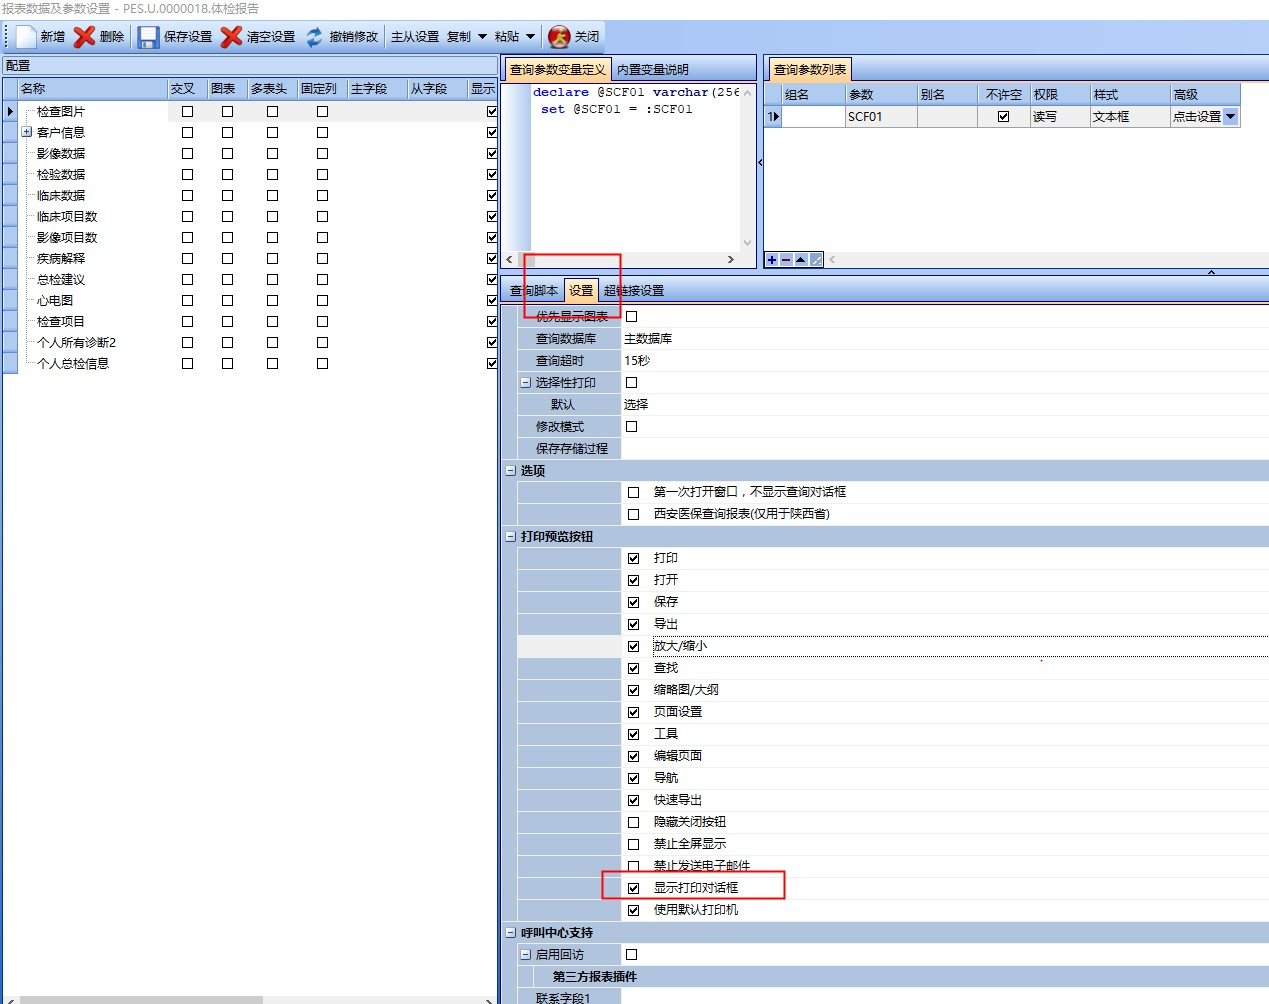 报表数据及参数设置 - PES.U.0000018.体检报告
新增 删除 保存设置 清空设置 撤销修改 主从设置 复制 粘贴 关闭
配置
名称 交叉 图表 多表头 固定列 主字段 从字段 显示
检查图片
客户信息
影像数据
检验数据
临床数据
临床项目数
影像项目数
疾病解释
总检建议
心电图
检查项目
个人所有诊断2
个人总检信息
查询参数变量定义 内置变量说明
declare @SCF01 varchar(256
set @SCF01 = :SCF01
查询参数列表
组名 参数 别名 不许空 权限 样式 高级
1 SCF01 读写 文本框 点击设置
查询脚本 设置 超链接设置
优先显示图表
查询数据库 主数据库
查询超时 15秒
选择性打印
默认 选择
修改模式
保存存储过程
选项
第一次打开窗口，不显示查询对话框
西安医保查询报表(仅用于陕西省)
打印预览按钮
打印
打开
保存
导出
放大/缩小
查找
缩略图/大纲
页面设置
工具
编辑页面
导航
快速导出
隐藏关闭按钮
禁止全屏显示
禁止发送电子邮件
显示打印对话框
使用默认打印机
呼叫中心支持
启用回访
第三方报表插件
联系字段1